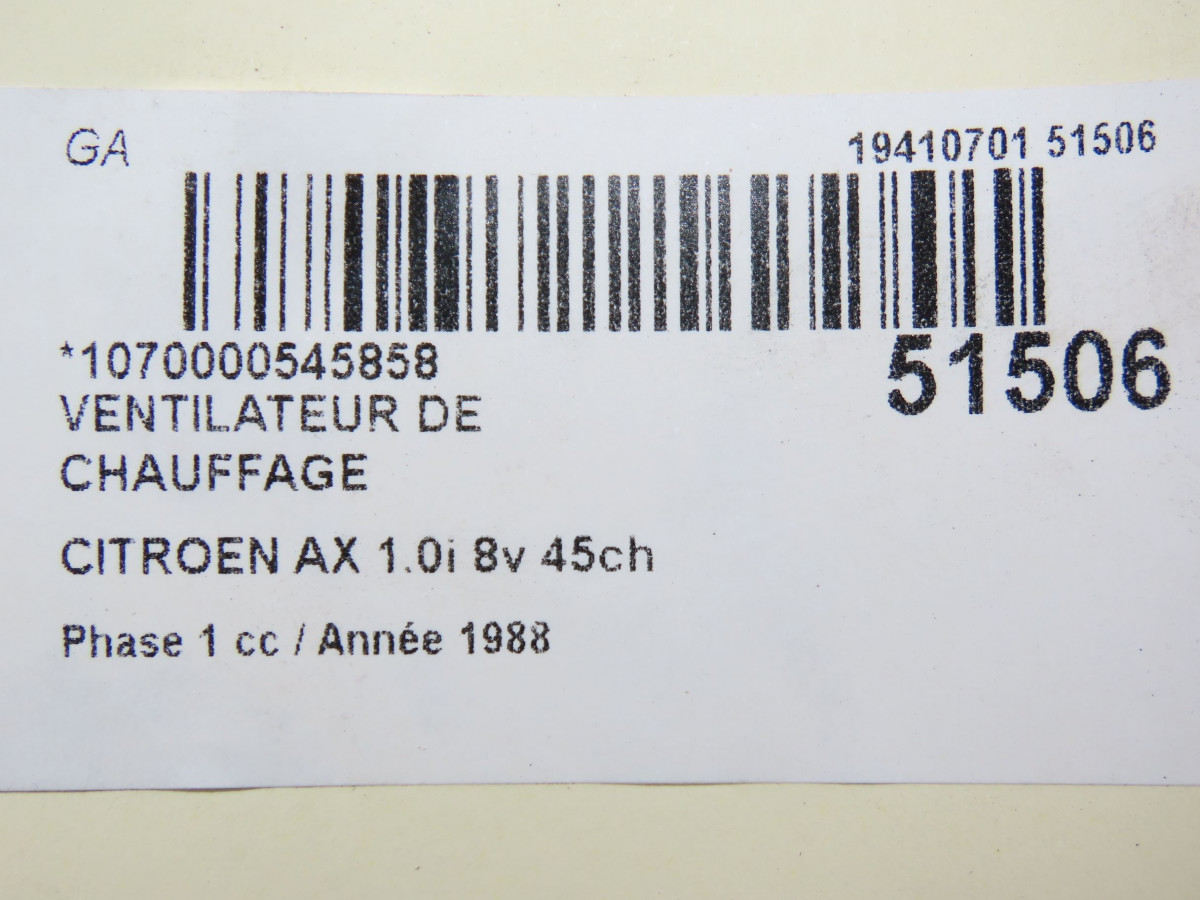 GA
19410701 51506
*1070000545858
51506
VENTILATEUR DE
CHAUFFAGE
CITROEN AX 1.0i 8v 45ch
Phase 1 cc / Année 1988